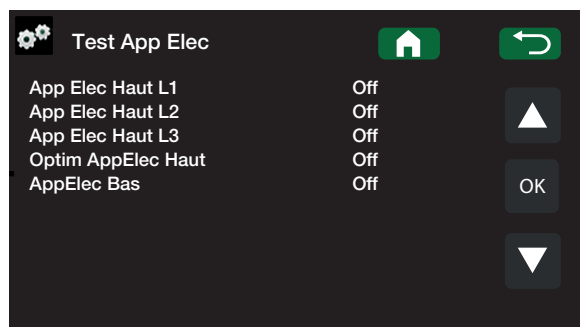 Test App Elec
App Elec Haut L1 Off
App Elec Haut L2 Off
App Elec Haut L3 Off
Optim AppElec Haut Off
AppElec Bas Off
OK